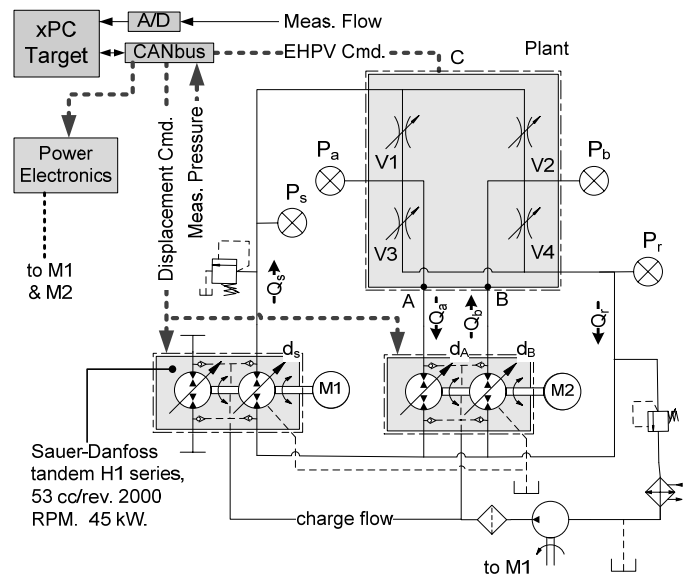 xPC
Target
A/D
Meas. Flow
CANbus
EHPV Cmd.
C
Plant
Power
Electronics
to M1
& M2
Displacement Cmd.
Meas. Pressure
Pa
Pb
Ps
Pr
V1
V2
V3
V4
A
B
Qs
Qa
Qb
Qr
ds
dA
dB
M1
M2
Sauer-Danfoss
tandem H1 series,
53 cc/rev. 2000
RPM. 45 kW.
charge flow
to M1